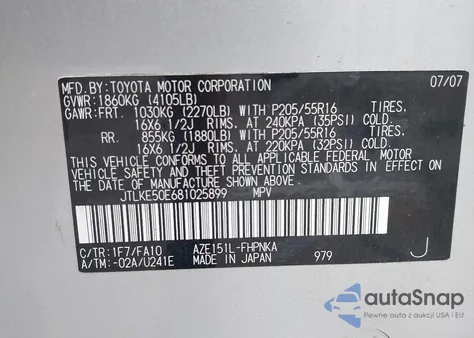 MFD.BY:TOYOTA MOTOR CORPORATION 07/07
GVWR:1860KG (4105LB)
GAWR:FRT. 1030KG (2270LB) WITH P205/55R16 TIRES.
16X6 1/2J RIMS. AT 240KPA (35PSI) COLD.
RR. 855KG (1880LB) WITH P205/55R16 TIRES.
16X6 1/2J RIMS. AT 220KPA (32PSI) COLD.
THIS VEHICLE CONFORMS TO ALL APPLICABLE FEDERAL MOTOR
VEHICLE SAFETY, BUMPER, AND THEFT PREVENTION STANDARDS
IN EFFECT ON THE DATE OF MANUFACTURE SHOWN ABOVE.
JTLKE50E681025899 MPV
C/TR:1F7/FA10 AZE151L-FHPNKA
A/TM:-02A/U241E MADE IN JAPAN 979 J
autoSnap
Pewne auta z USA i EU